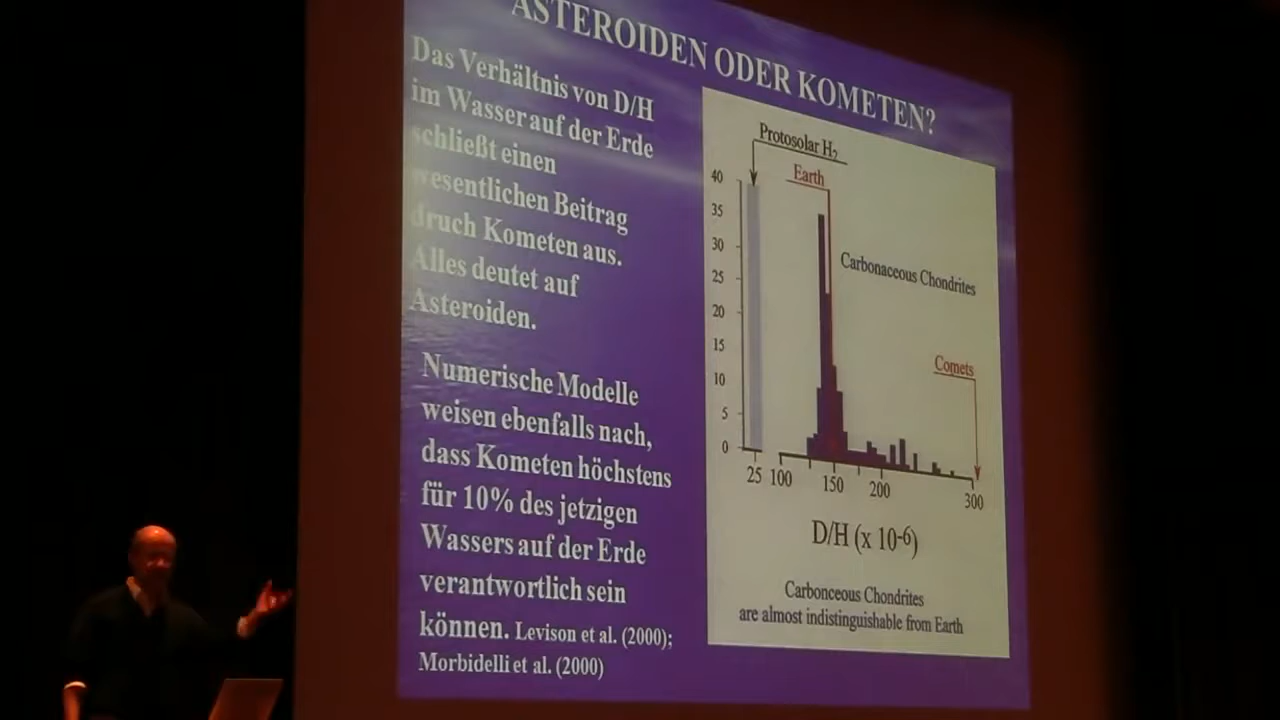 ASTEROIDEN ODER KOMETEN?
Das Verhältnis von D/H
im Wasser auf der Erde
schließt einen
wesentlichen Beitrag
druch Kometen aus.
Alles deutet auf
Asteroiden.
Numerische Modelle
weisen ebenfalls nach,
dass Kometen höchstens
für 10% des jetzigen
Wassers auf der Erde
verantwortlich sein
können. Levison et al. (2000);
Morbidelli et al. (2000)
Protosolar H2
Earth
40
35
30
25
20
15
10
5
0
Carbonaceous Chondrites
Comets
25 100 150 200 300
D/H (x 10-6)
Carbonceous Chondrites
are almost indistinguishable from Earth